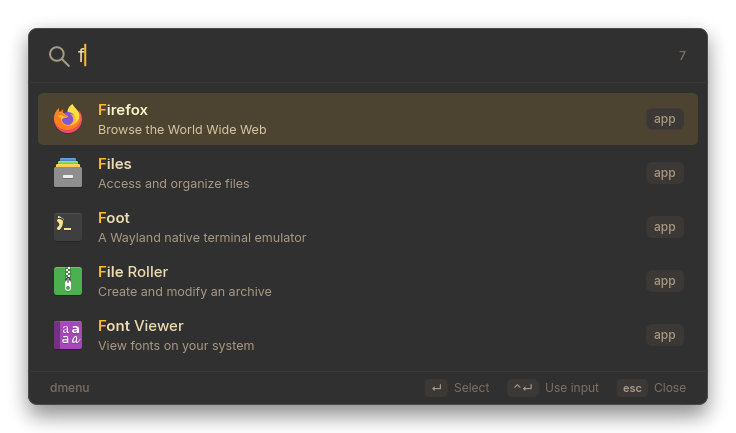 f
7
Firefox
Browse the World Wide Web
app
Files
Access and organize files
app
Foot
A Wayland native terminal emulator
app
File Roller
Create and modify an archive
app
Font Viewer
View fonts on your system
app
dmenu
↵ Select
^↵ Use input
esc Close